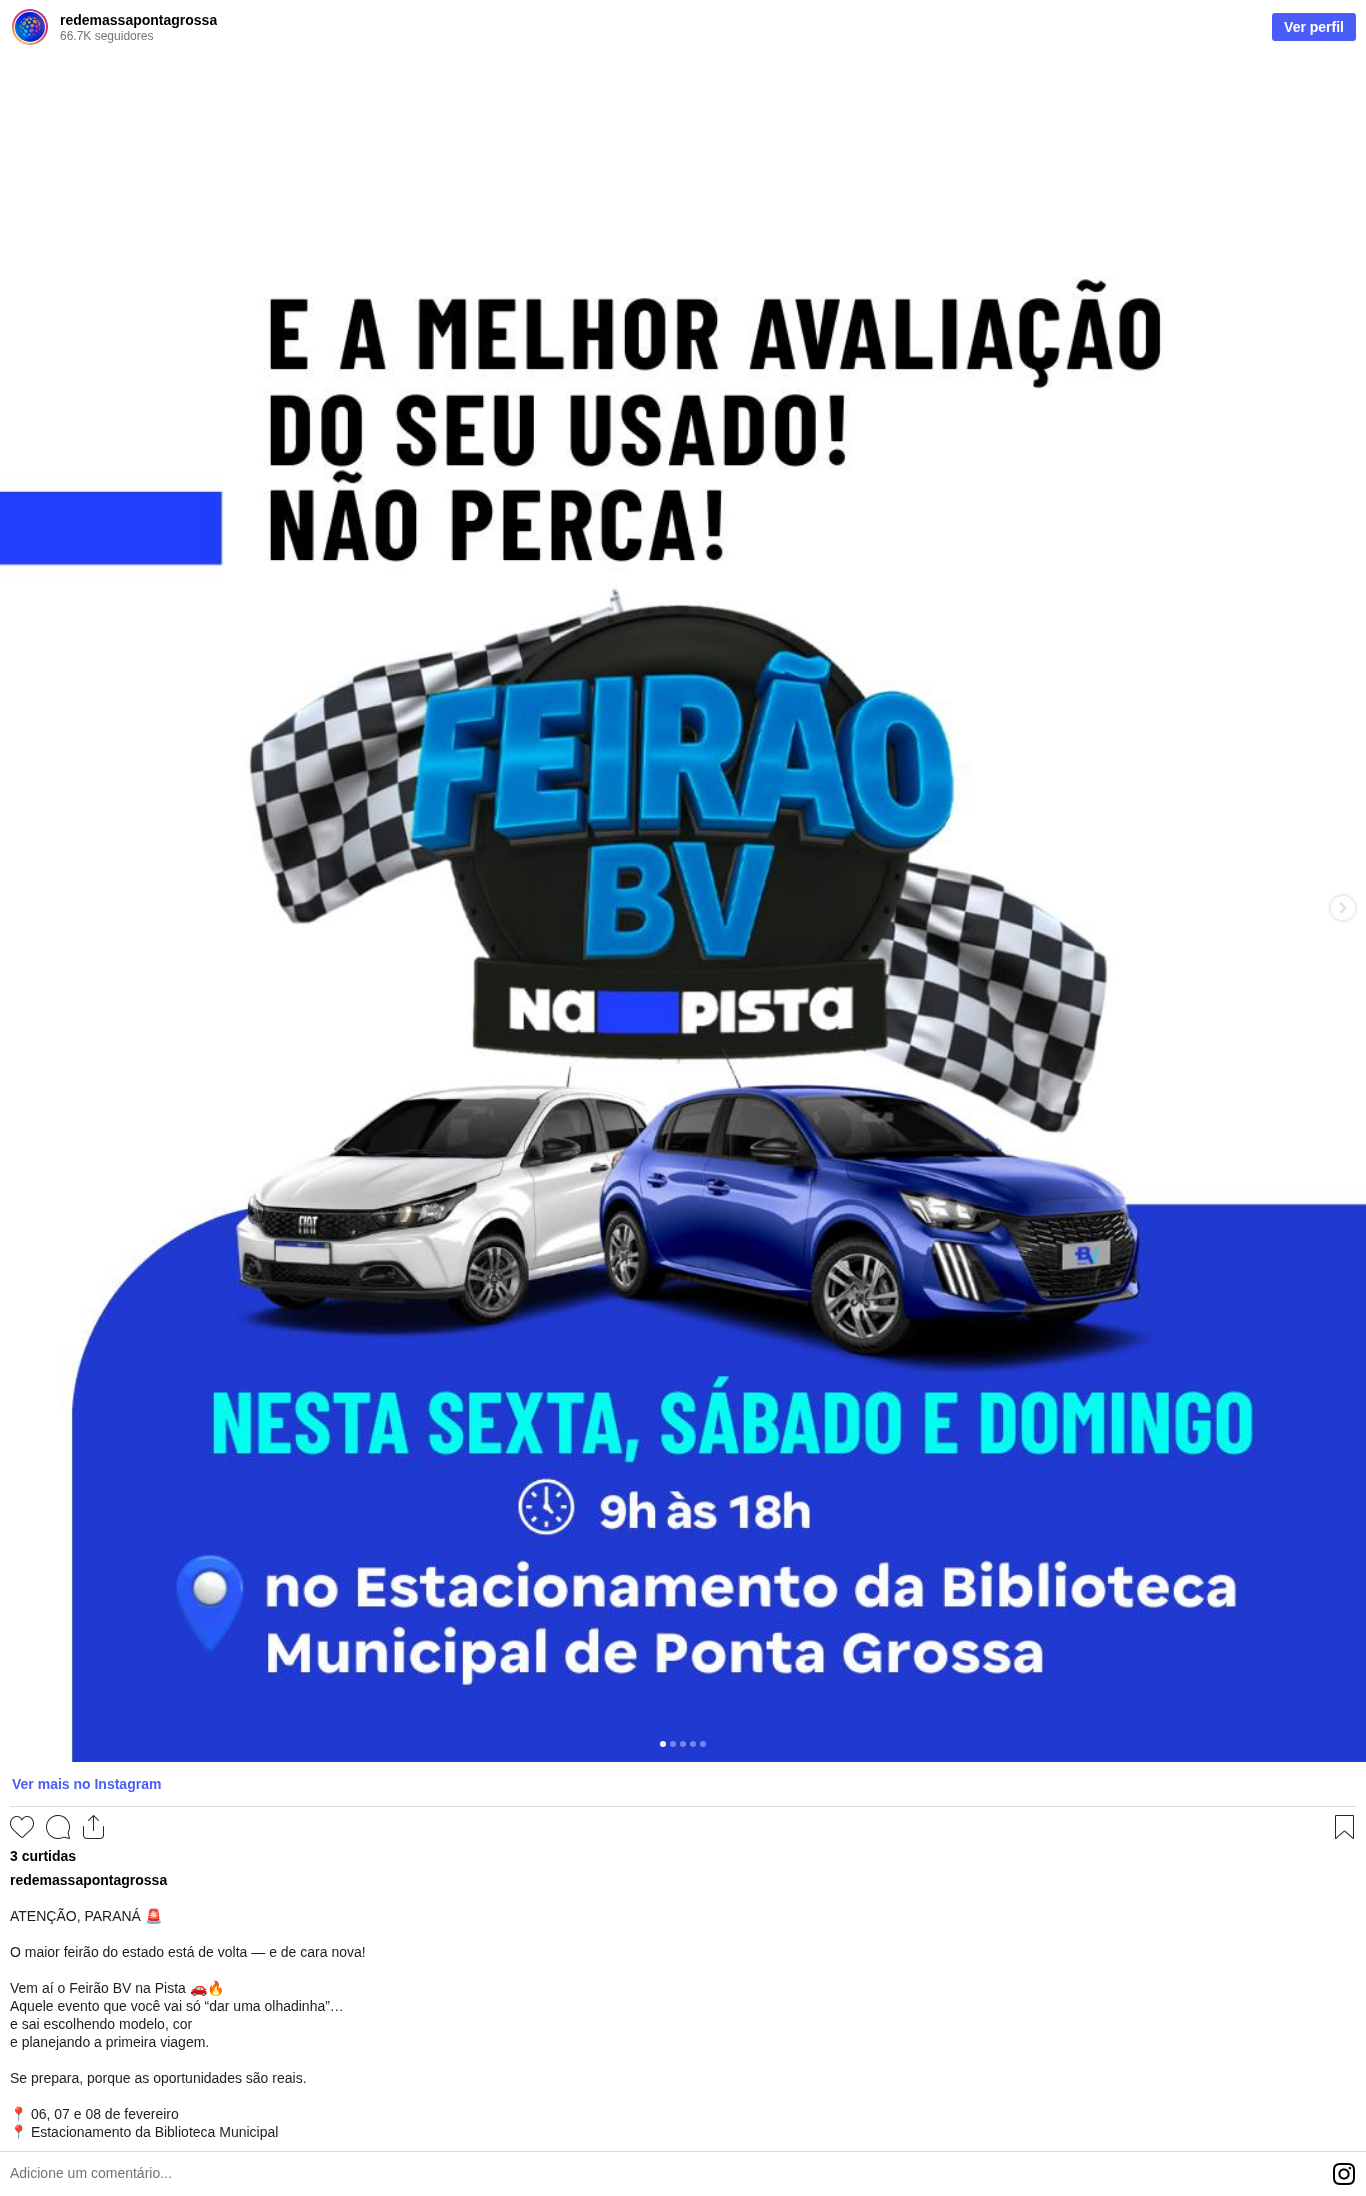 redemassapontagrossa
66.7K seguidores
Ver perfil
E A MELHOR AVALIAÇÃO
DO SEU USADO!
NÃO PERCA!
FEIRÃO
BV
Na PISTa
FIAT
BV
NESTA SEXTA, SÁBADO E DOMINGO
9h às 18h
no Estacionamento da Biblioteca
Municipal de Ponta Grossa
Ver mais no Instagram
3 curtidas
redemassapontagrossa
ATENÇÃO, PARANÁ 🚨
O maior feirão do estado está de volta — e de cara nova!
Vem aí o Feirão BV na Pista 🚗🔥
Aquele evento que você vai só “dar uma olhadinha”…
e sai escolhendo modelo, cor
e planejando a primeira viagem.
Se prepara, porque as oportunidades são reais.
📍 06, 07 e 08 de fevereiro
📍 Estacionamento da Biblioteca Municipal
Adicione um comentário...